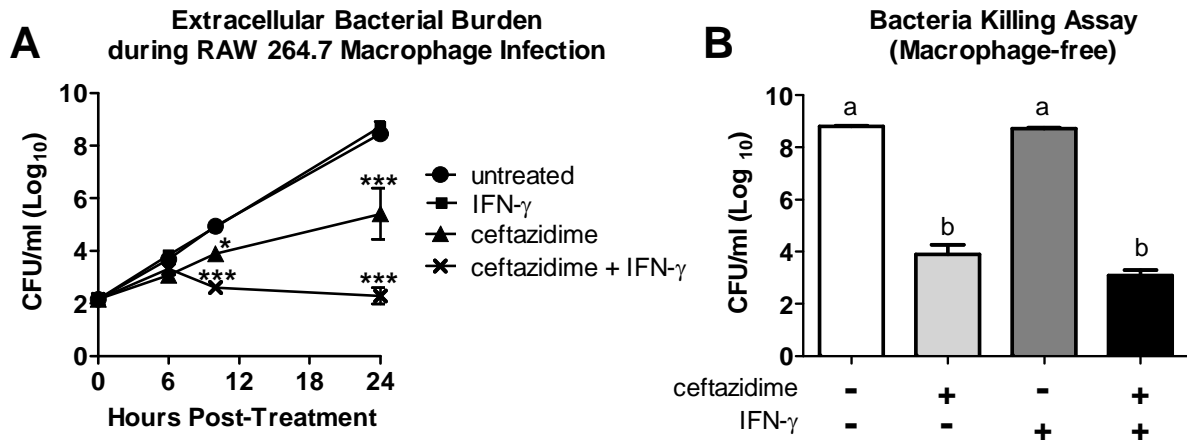 A
Extracellular Bacterial Burden
during RAW 264.7 Macrophage Infection
CFU/ml (Log10)
10
8
6
4
2
0
0
6
12
18
24
Hours Post-Treatment
***
*
***
***
untreated
IFN-γ
ceftazidime
ceftazidime + IFN-γ
B
Bacteria Killing Assay
(Macrophage-free)
CFU/ml (Log 10)
10
8
6
4
2
0
a
b
a
b
ceftazidime - + - +
IFN-γ - - + +